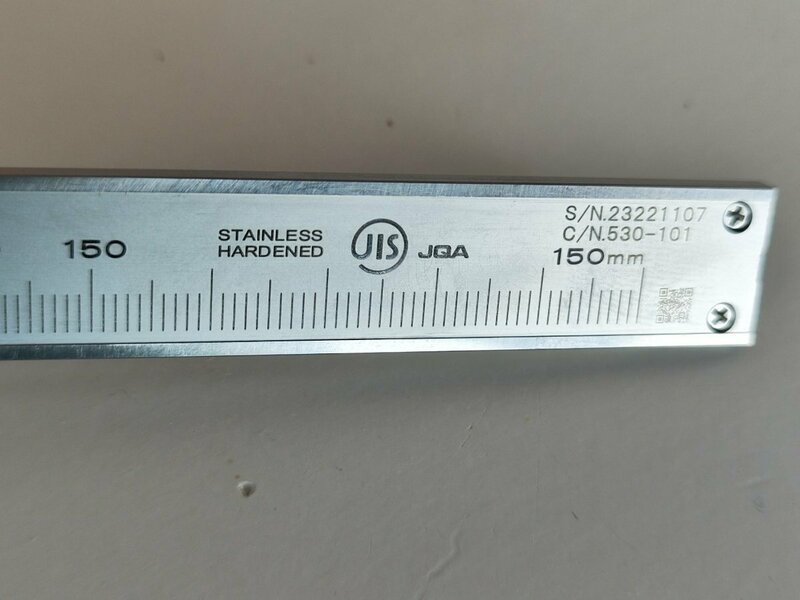 S/N.23221107
C/N.530-101
150
STAINLESS
HARDENED
JIS
JQA
150mm